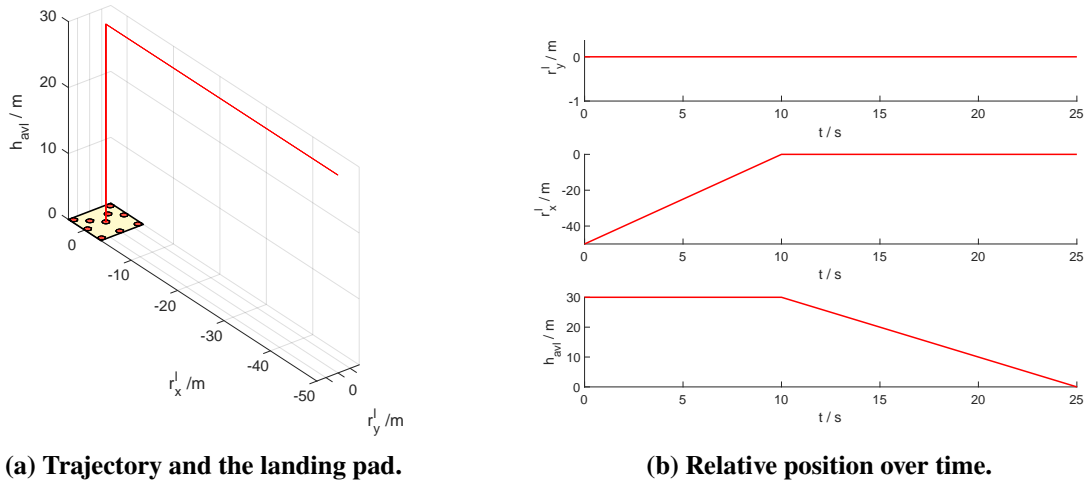 30
20
10
0
h_avl / m
0
-10
-20
-30
-40
-50
r_x^l /m
0
r_y^l /m
(a) Trajectory and the landing pad.
r_y^l / m
0
-1
0 5 10 15 20 25
t / s
r_x^l / m
0
-20
-40
0 5 10 15 20 25
t / s
h_avl / m
30
20
10
0
0 5 10 15 20 25
t / s
(b) Relative position over time.